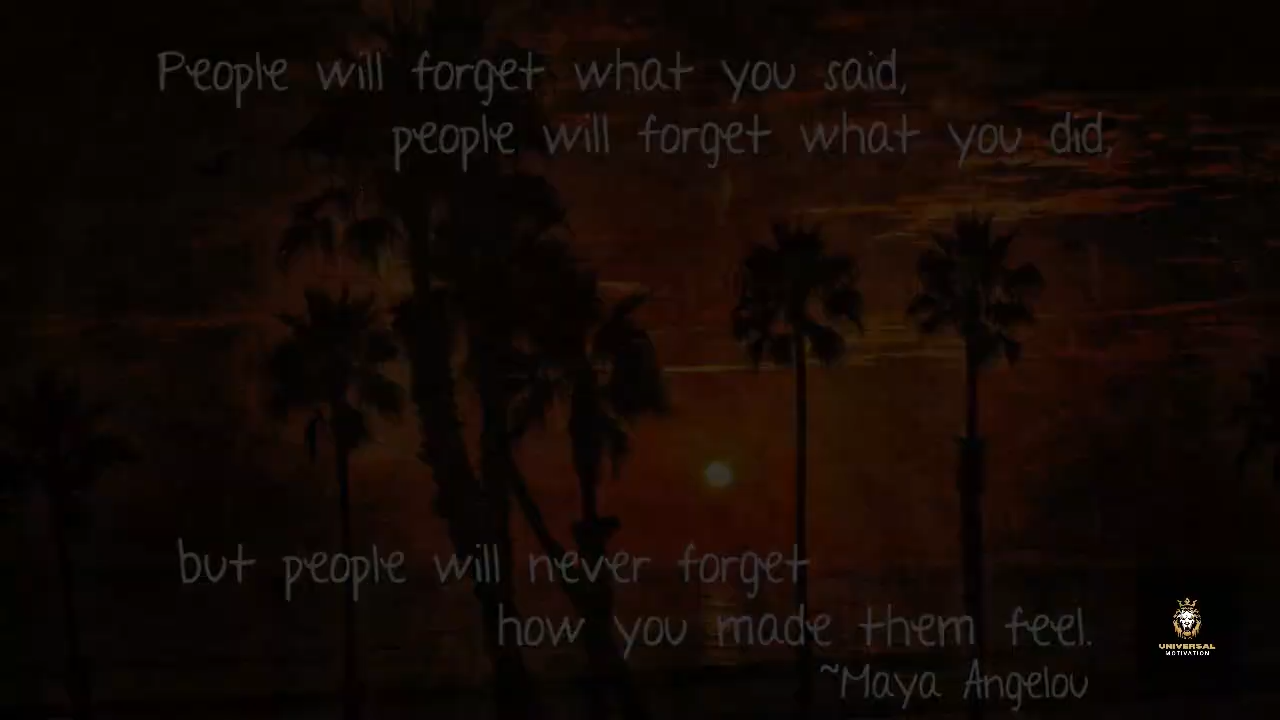 People will forget what you said,
people will forget what you did,
but people will never forget
how you made them feel.
~Maya Angelou
UNIVERSAL
MOTIVATION